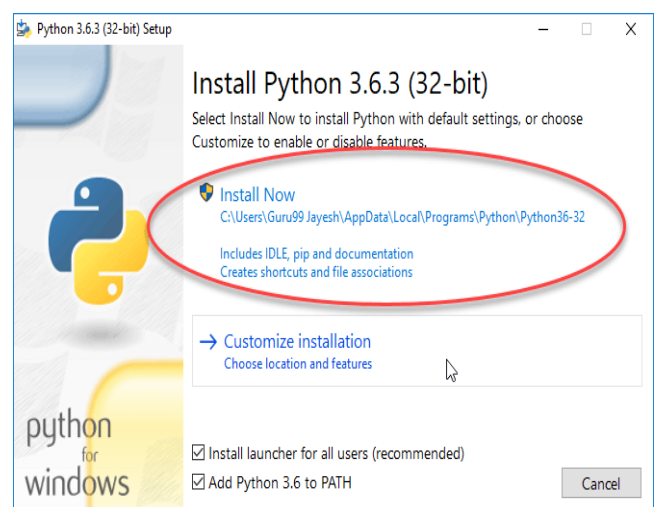 Python 3.6.3 (32-bit) Setup
Install Python 3.6.3 (32-bit)
Select Install Now to install Python with default settings, or choose
Customize to enable or disable features.
Install Now
C:\Users\Guru99 Jayesh\AppData\Local\Programs\Python\Python36-32
Includes IDLE, pip and documentation
Creates shortcuts and file associations
Customize installation
Choose location and features
python
for
windows
Install launcher for all users (recommended)
Add Python 3.6 to PATH
Cancel